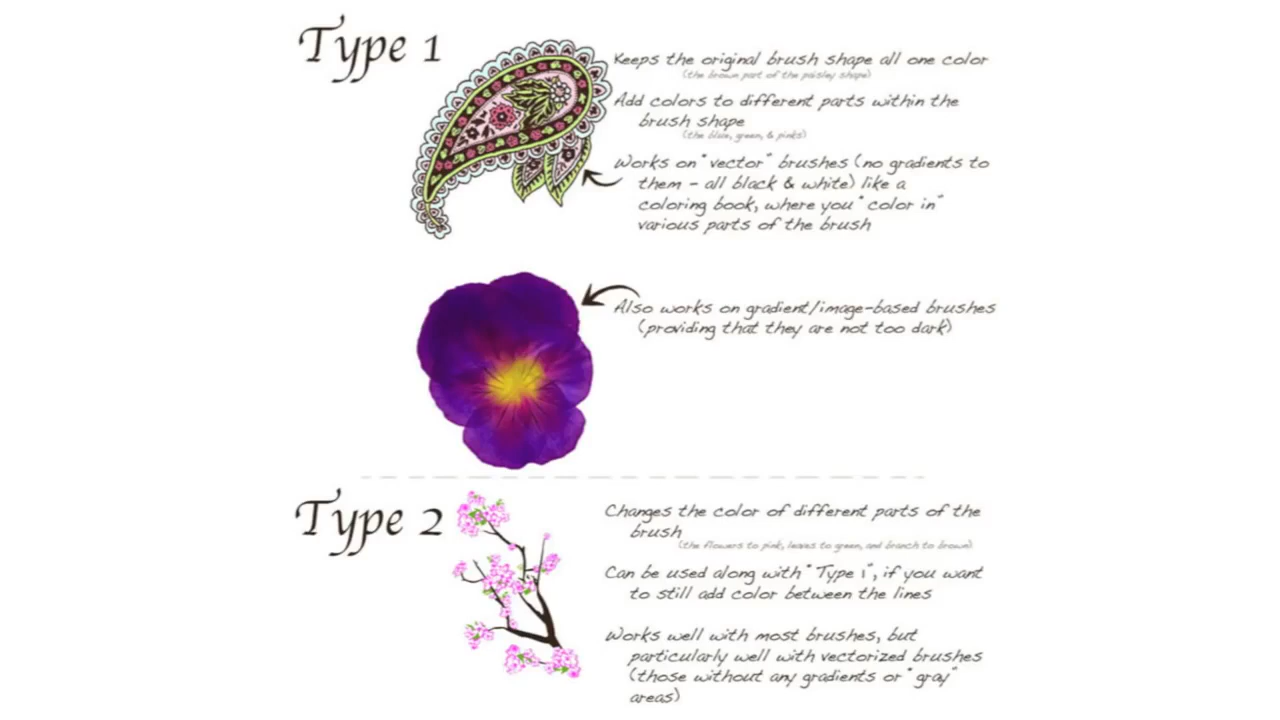 Type 1
Keeps the original brush shape all one color
(the brown part of the paisley shape)
Add colors to different parts within the
brush shape
(the blue, green, & pinks)
Works on "vector" brushes (no gradients to
them - all black & white) like a
coloring book, where you "color in"
various parts of the brush
Also works on gradient/image-based brushes
(providing that they are not too dark)
Type 2
Changes the color of different parts of the
brush
(the flowers to pink, leaves to green, and branch to brown)
Can be used along with "Type 1", if you want
to still add color between the lines
Works well with most brushes, but
particularly well with vectorized brushes
(those without any gradients or "gray"
areas)